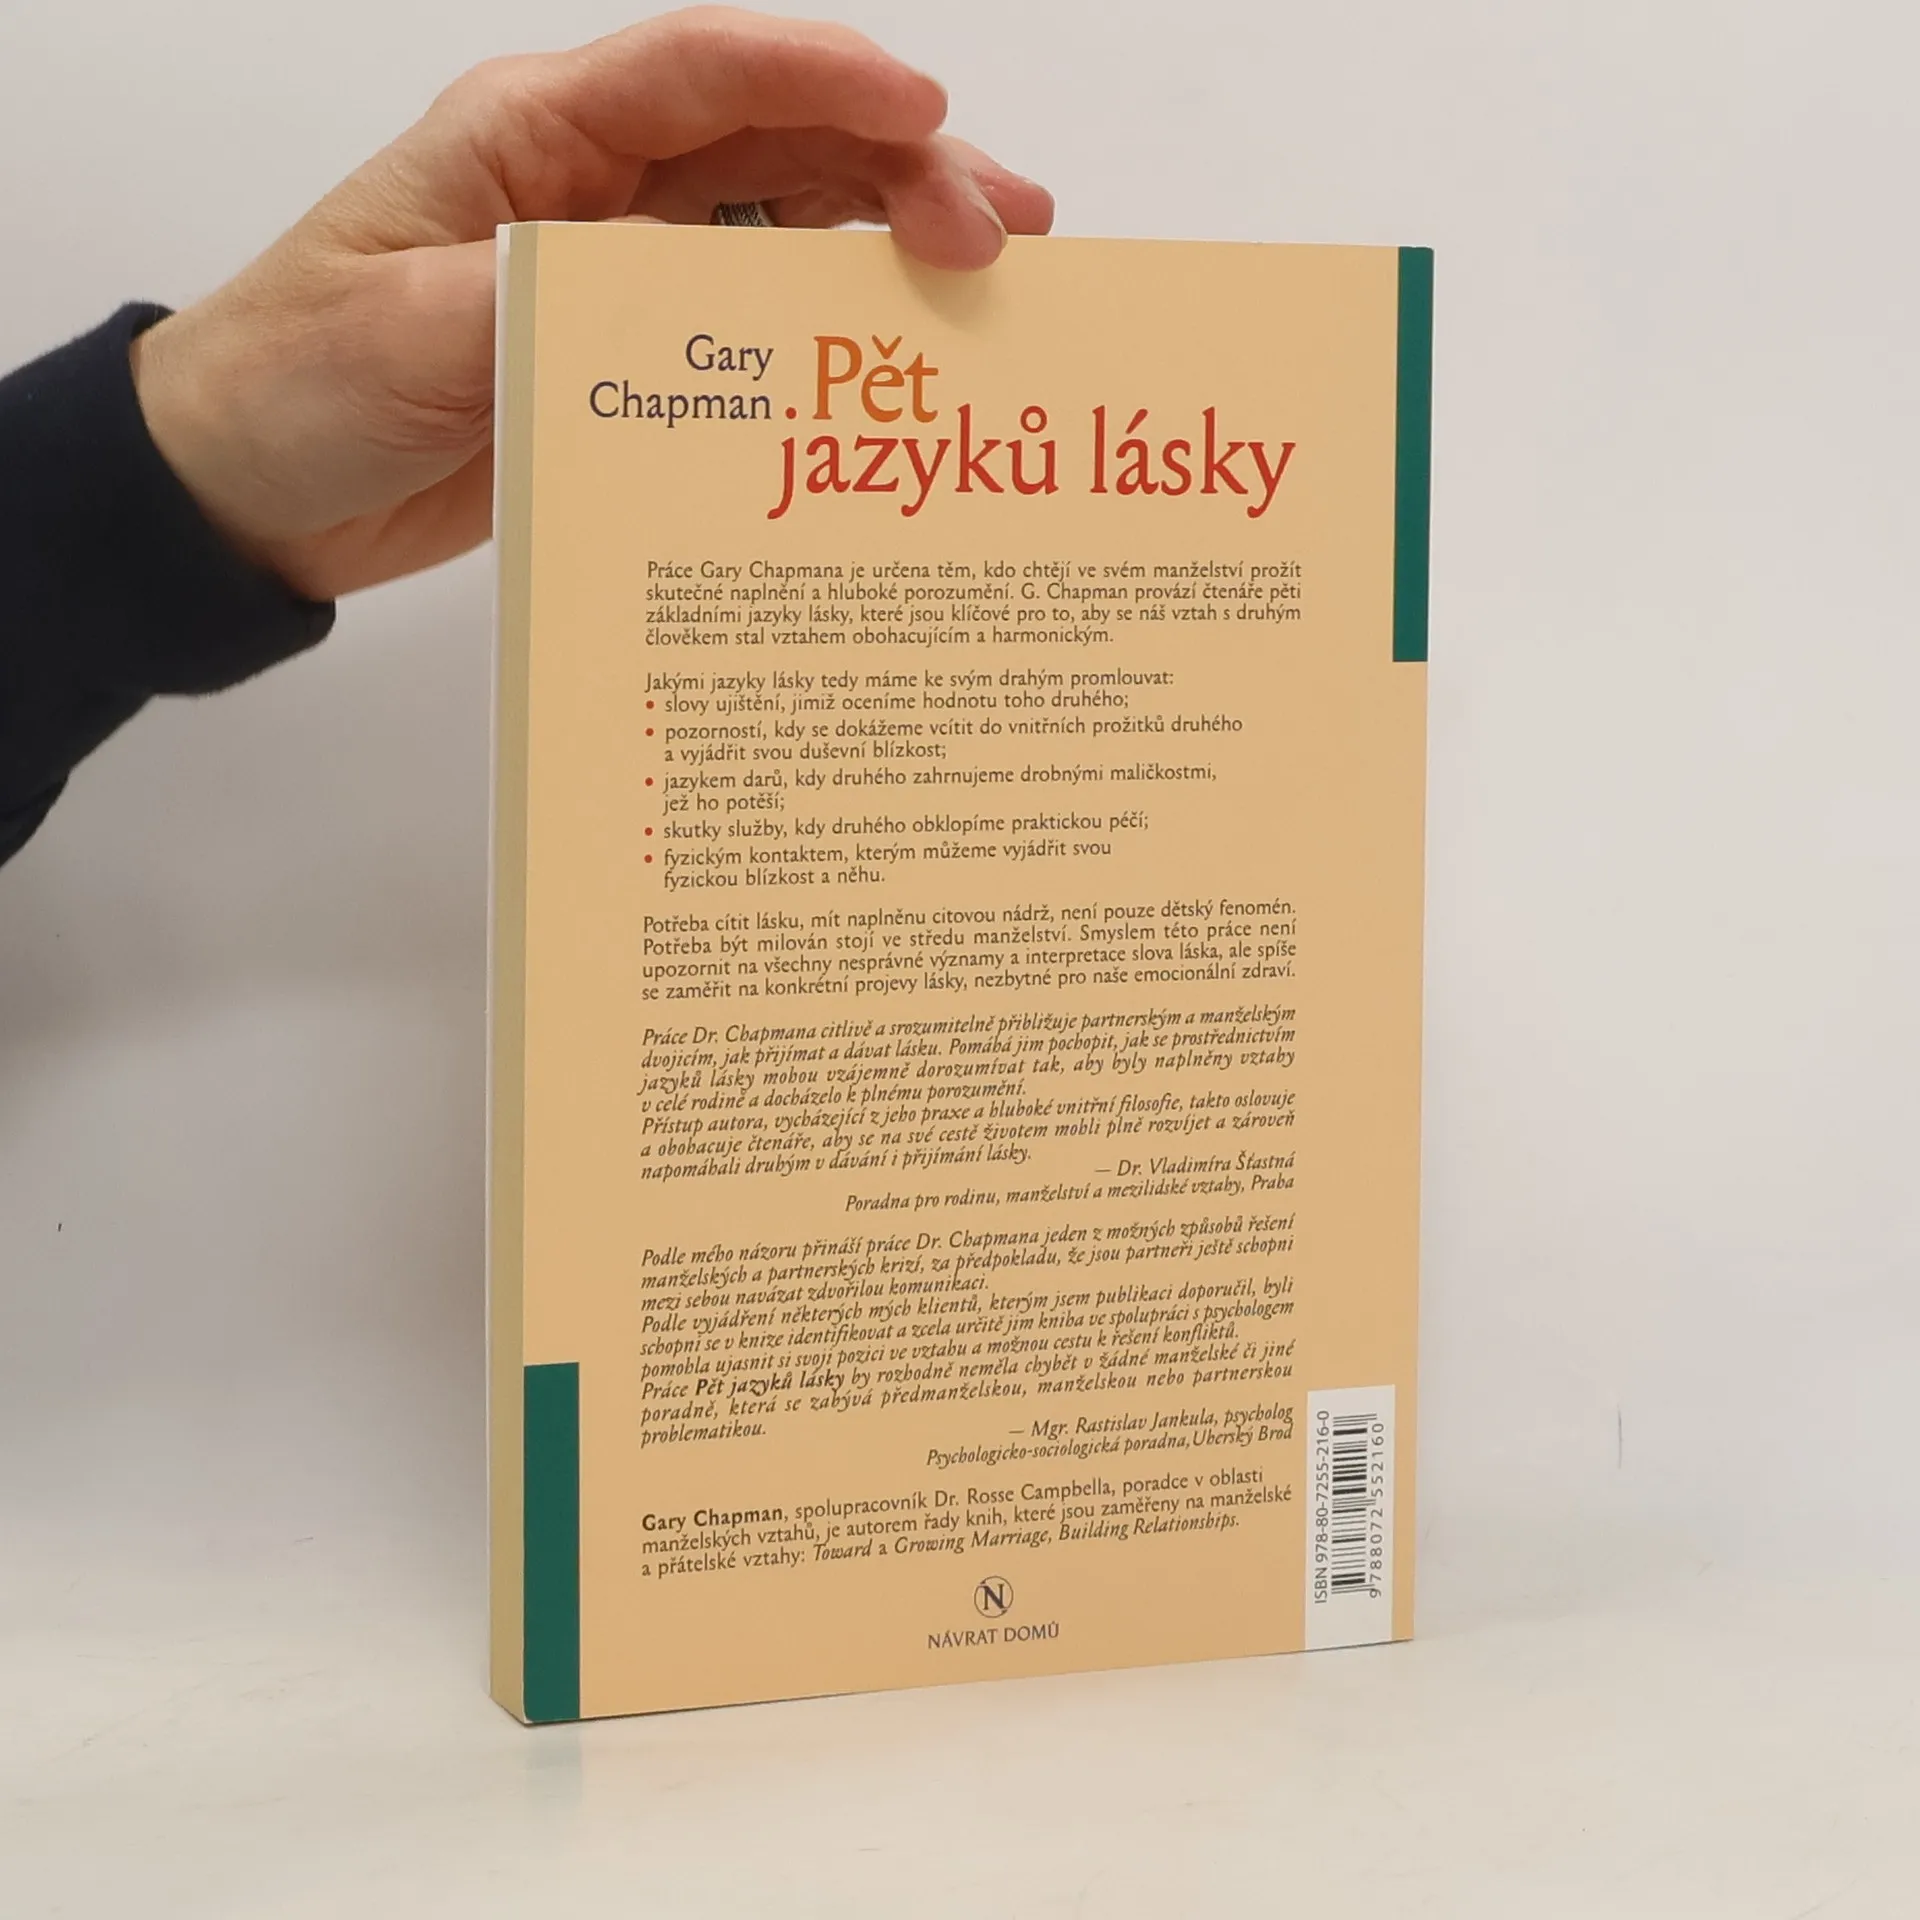 Gary
Chapman
Pět
jazyků lásky
Práce Gary Chapmana je určena těm, kdo chtějí ve svém manželství prožít
skutečné naplnění a hluboké porozumění. G. Chapman provází čtenáře pěti
základními jazyky lásky, které jsou klíčové pro to, aby se náš vztah s druhým
člověkem stal vztahem obohacujícím a harmonickým.
Jakými jazyky lásky tedy máme ke svým drahým promlouvat:
• slovy ujištění, jimiž oceníme hodnotu toho druhého;
• pozorností, kdy se dokážeme vcítit do vnitřních prožitků druhého
a vyjádřit svou duševní blízkost;
• jazykem darů, kdy druhého zahrnujeme drobnými maličkostmi,
jež ho potěší;
• skutky služby, kdy druhého obklopíme praktickou péčí;
• fyzickým kontaktem, kterým můžeme vyjádřit svou
fyzickou blízkost a něhu.
Potřeba cítit lásku, mít naplněnu citovou nádrž, není pouze dětský fenomén.
Potřeba být milován stojí ve středu manželství. Smyslem této práce není
upozornit na všechny nesprávné významy a interpretace slova láska, ale spíše
se zaměřit na konkrétní projevy lásky, nezbytné pro naše emocionální zdraví.
Práce Dr. Chapmana citlivě a srozumitelně přibližuje partnerským a manželským
dvojicím, jak přijímat a dávat lásku. Pomáhá jim pochopit, jak se prostřednictvím
jazyků lásky mohou vzájemně dorozumívat tak, aby byly naplněny vztahy
v celé rodině a docházelo k plnému porozumění.
Přístup autora, vycházející z jeho praxe a hluboké vnitřní filosofie, takto oslovuje
a obohacuje čtenáře, aby se na své cestě životem mohli plně rozvíjet a zároveň
napomáhali druhým v dávání i přijímání lásky.
— Dr. Vladimíra Šťastná
Poradna pro rodinu, manželství a mezilidské vztahy, Praha
Podle mého názoru přináší práce Dr. Chapmana jeden z možných způsobů řešení
manželských a partnerských krizí, za předpokladu, že jsou partneři ještě schopni
mezi sebou navázat zdvořilou komunikaci.
Podle vyjádření některých mých klientů, kterým jsem publikaci doporučil, byli
schopni se v knize identifikovat a zcela určitě jim kniha ve spolupráci s psychologem
pomohla ujasnit si svoji pozici ve vztahu a možnou cestu k řešení konfliktů.
Práce Pět jazyků lásky by rozhodně neměla chybět v žádné manželské či jiné
poradně, která se zabývá předmanželskou, manželskou nebo partnerskou
problematikou.
— Mgr. Rastislav Jankula, psycholog
Psychologicko-sociologická poradna, Uherský Brod
Gary Chapman, spolupracovník Dr. Rosse Campbella, poradce v oblasti
manželských vztahů, je autorem řady knih, které jsou zaměřeny na manželské
a přátelské vztahy: Toward a Growing Marriage, Building Relationships.
N
NÁVRAT DOMŮ
ISBN 978-80-7255-216-0
9 788072 552160